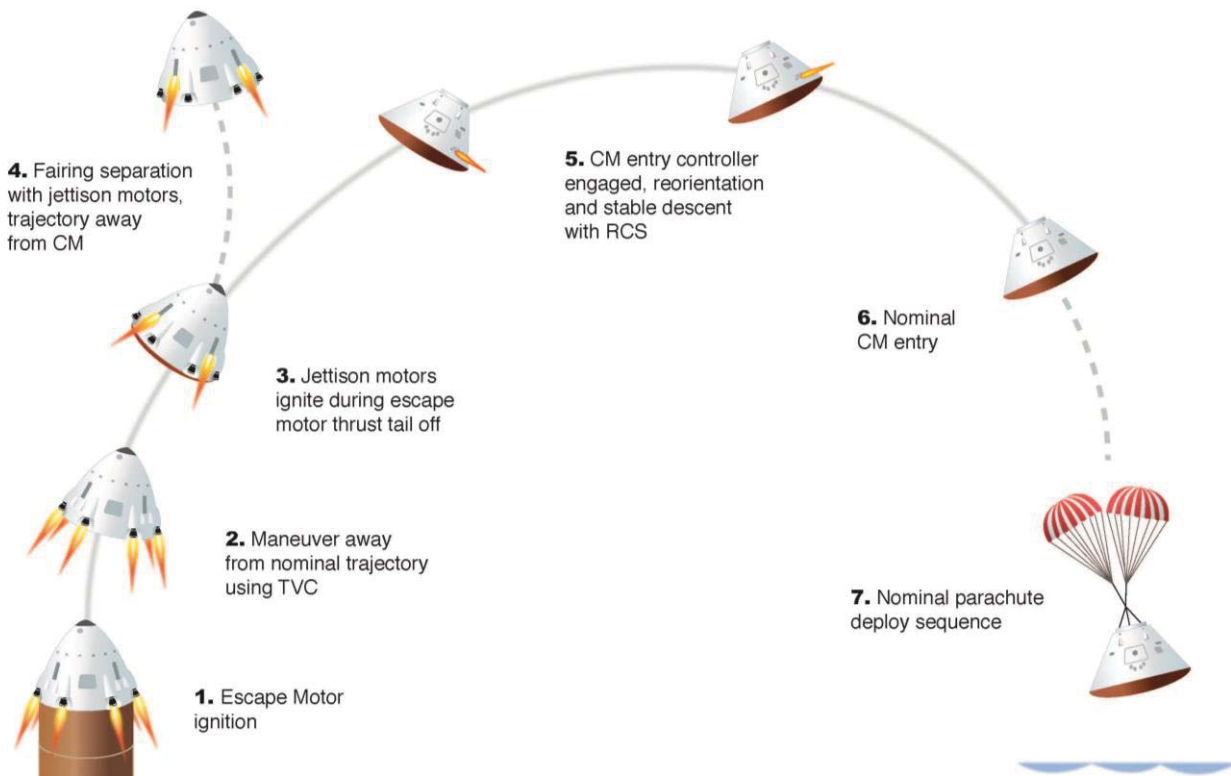 4. Fairing separation
with jettison motors,
trajectory away
from CM
5. CM entry controller
engaged, reorientation
and stable descent
with RCS
6. Nominal
CM entry
3. Jettison motors
ignite during escape
motor thrust tail off
2. Maneuver away
from nominal trajectory
using TVC
7. Nominal parachute
deploy sequence
1. Escape Motor
ignition